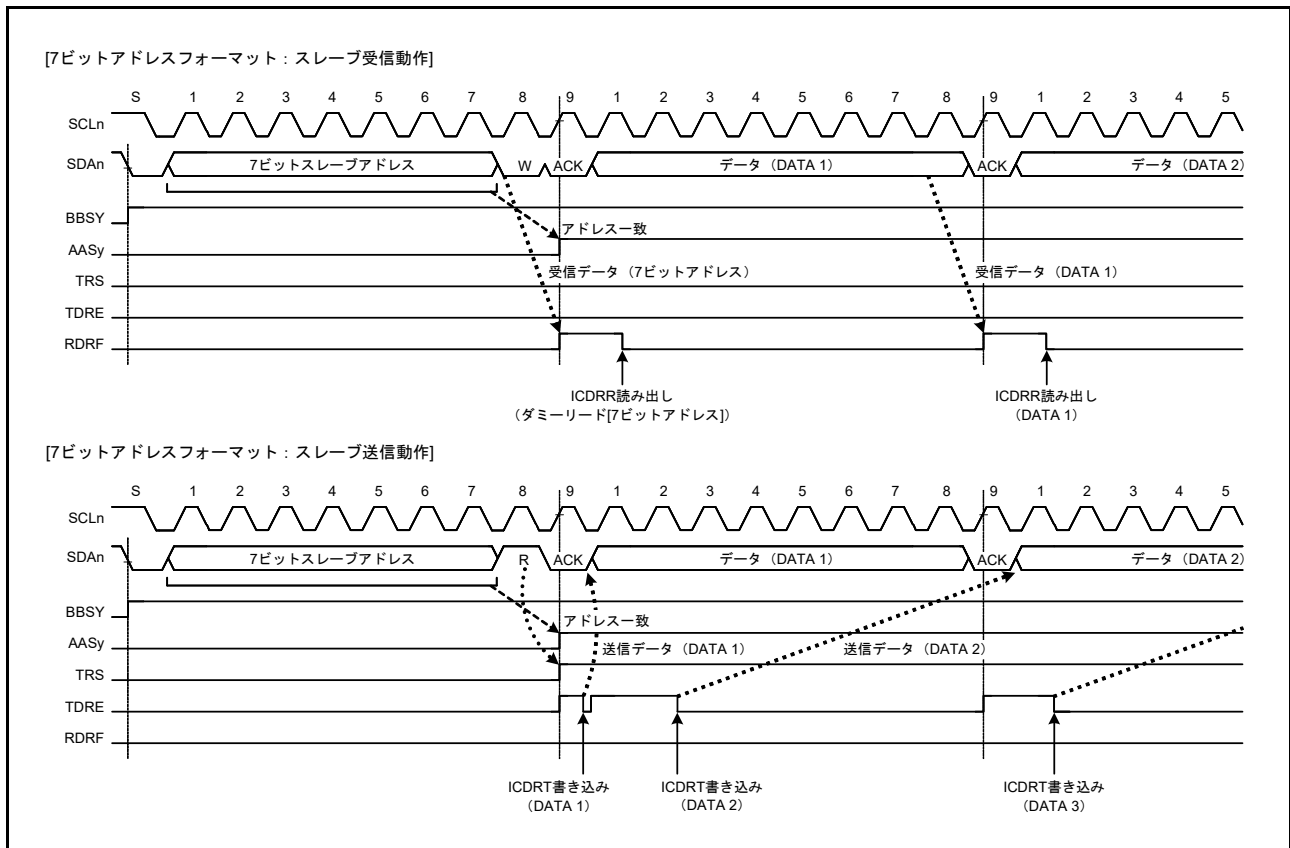 [7ビットアドレスフォーマット：スレーブ受信動作]
S 1 2 3 4 5 6 7 8 9 1 2 3 4 5 6 7 8 9 1 2 3 4 5
SCLn
SDAn 7ビットスレーブアドレス W ACK データ（DATA 1） ACK データ（DATA 2）
BBSY
アドレス一致
AASy
受信データ（7ビットアドレス） 受信データ（DATA 1）
TRS
TDRE
RDRF
ICDRR読み出し ICDRR読み出し
（ダミーリード[7ビットアドレス]） （DATA 1）
[7ビットアドレスフォーマット：スレーブ送信動作]
S 1 2 3 4 5 6 7 8 9 1 2 3 4 5 6 7 8 9 1 2 3 4 5
SCLn
SDAn 7ビットスレーブアドレス R ACK データ（DATA 1） ACK データ（DATA 2）
BBSY
アドレス一致
AASy
送信データ（DATA 1） 送信データ（DATA 2）
TRS
TDRE
RDRF
ICDRT書き込み ICDRT書き込み ICDRT書き込み
（DATA 1） （DATA 2） （DATA 3）